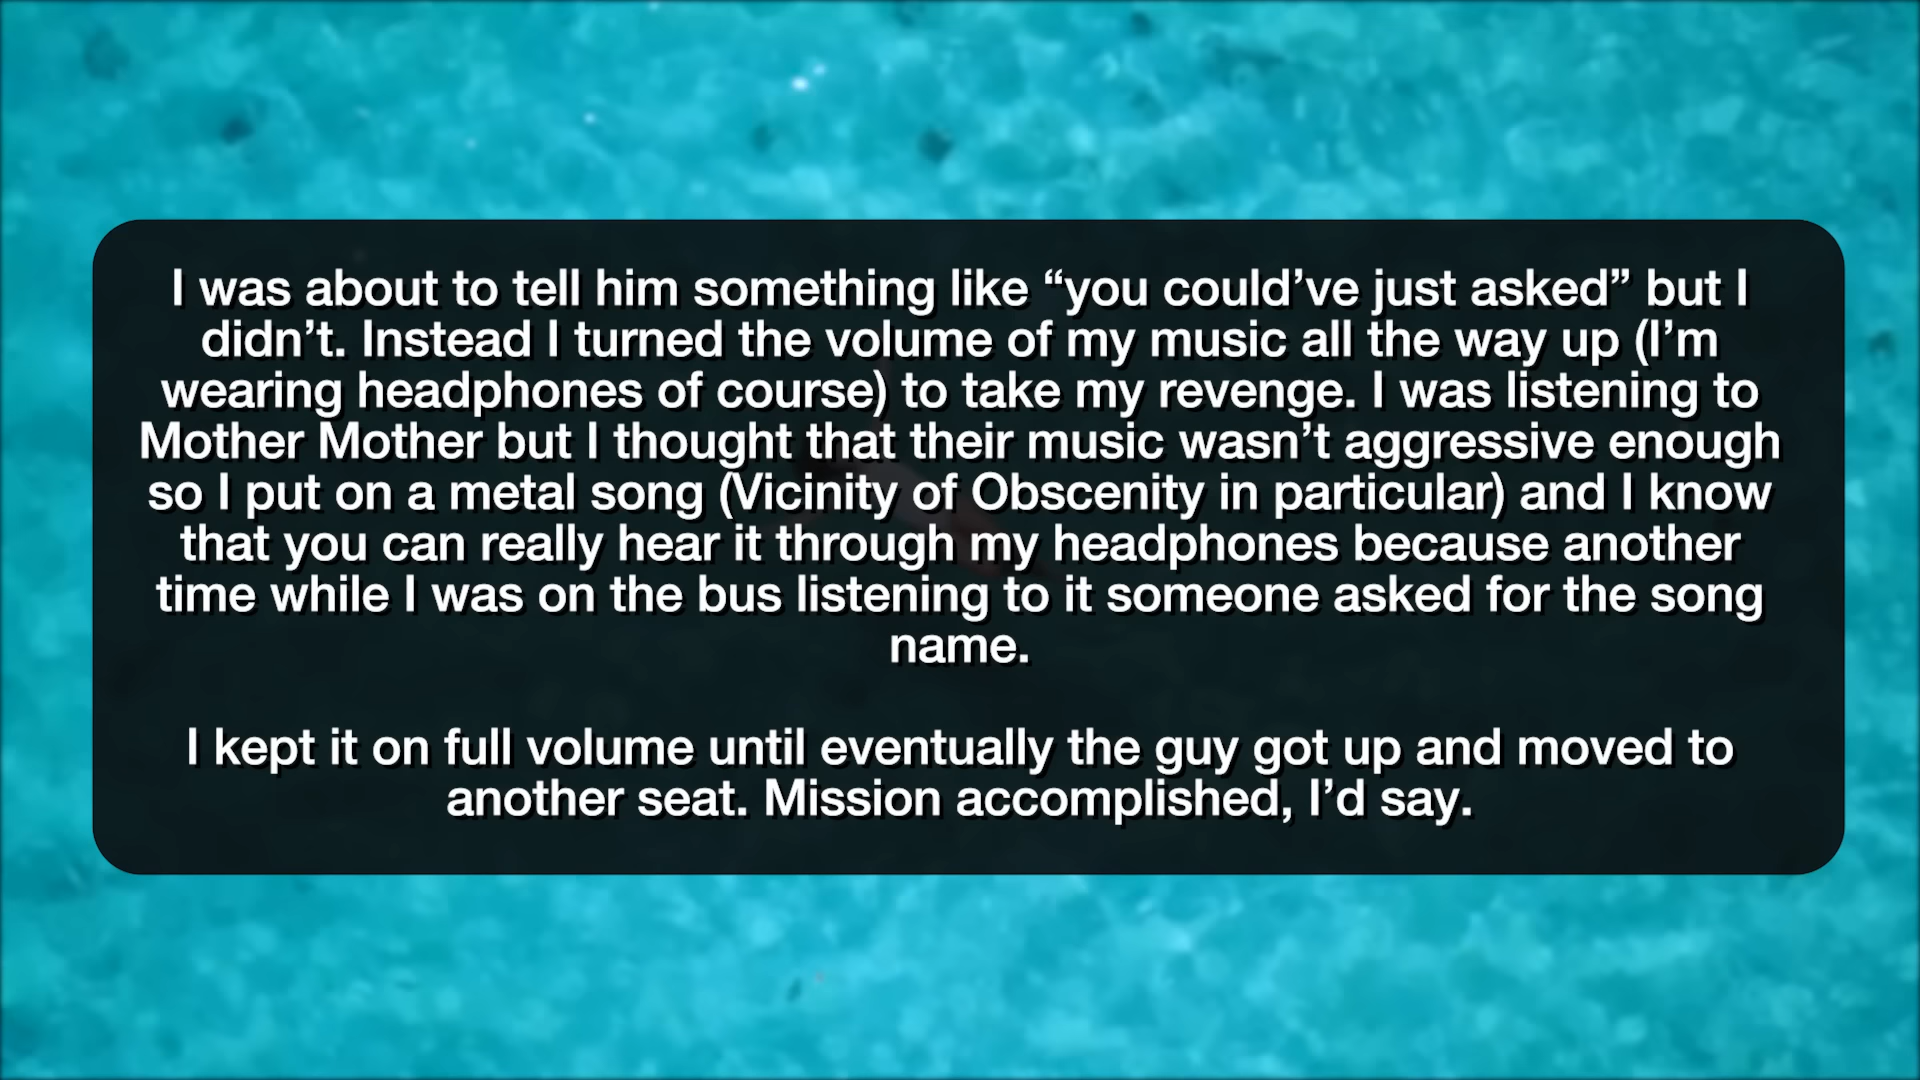 I was about to tell him something like “you could’ve just asked” but I
didn’t. Instead I turned the volume of my music all the way up (I’m
wearing headphones of course) to take my revenge. I was listening to
Mother Mother but I thought that their music wasn’t aggressive enough
so I put on a metal song (Vicinity of Obscenity in particular) and I know
that you can really hear it through my headphones because another
time while I was on the bus listening to it someone asked for the song
name.
I kept it on full volume until eventually the guy got up and moved to
another seat. Mission accomplished, I’d say.